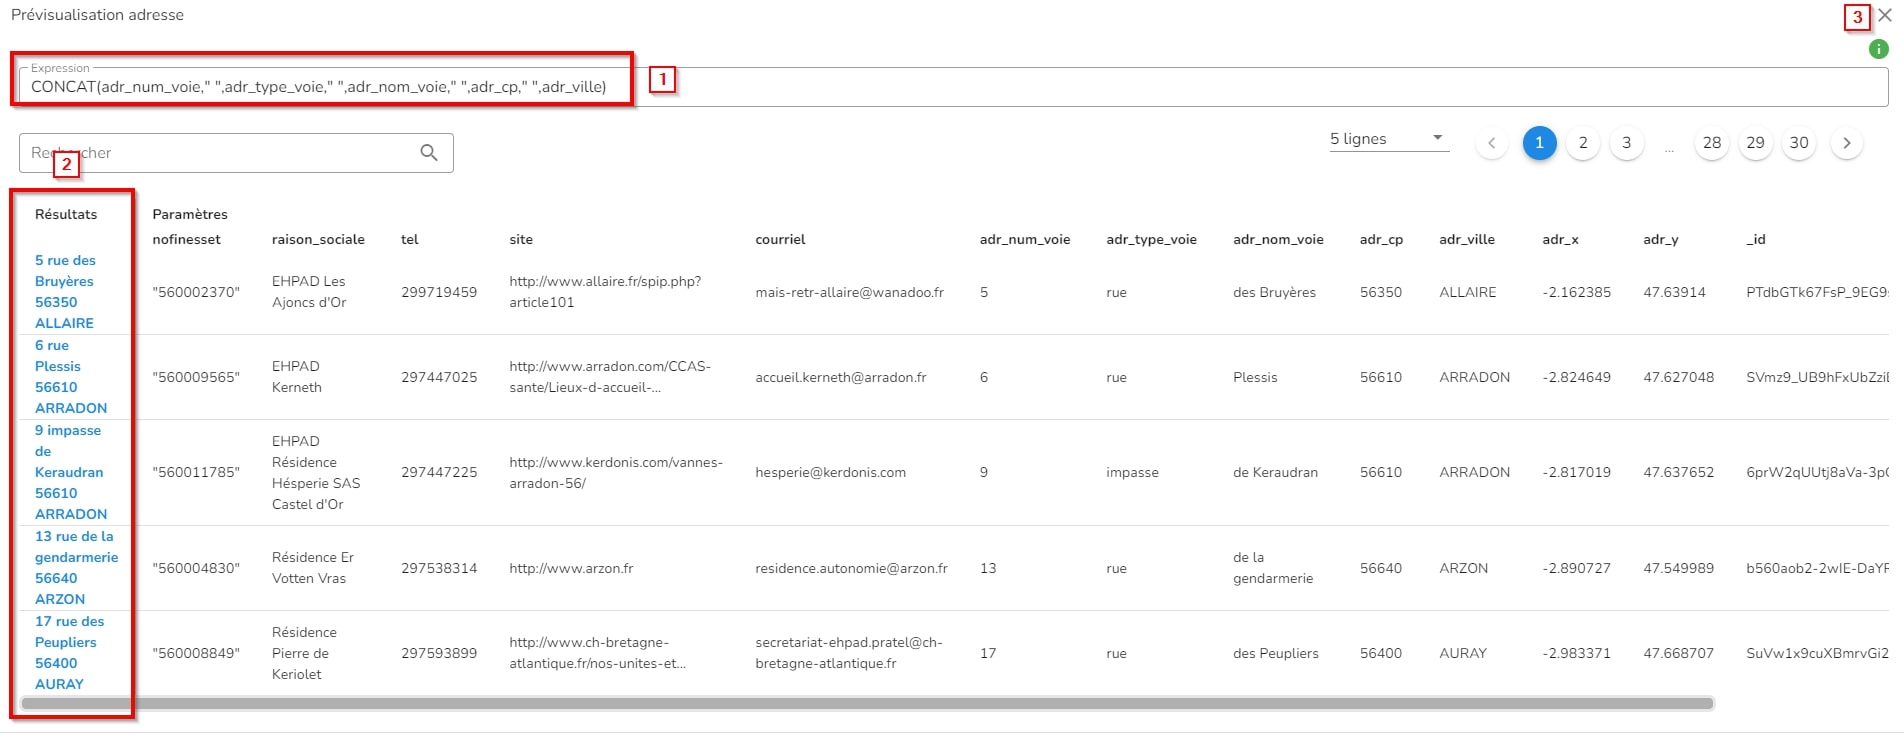 Prévisualisation adresse
3
Expression
CONCAT(adr_num_voie," ",adr_type_voie," ",adr_nom_voie," ",adr_cp," ",adr_ville)
1
Rechercher
2
5 lignes
1 2 3 ... 28 29 30
Résultats Paramètres
nofinesset raison_sociale tel site courriel adr_num_voie adr_type_voie adr_nom_voie adr_cp adr_ville adr_x adr_y _id
5 rue des
Bruyères
56350
ALLAIRE
"560002370"
EHPAD Les
Ajoncs d'Or
299719459
http://www.allaire.fr/spip.php?
article101
mais-retr-allaire@wanadoo.fr
5
rue
des Bruyères
56350
ALLAIRE
-2.162385
47.63914
PTdbGTk67FsP_9EG9
6 rue
Plessis
56610
ARRADON
"560009565"
EHPAD
Kerneth
297447025
http://www.arradon.com/CCAS-
sante/Lieux-d-accueil-...
accueil.kerneth@arradon.fr
6
rue
Plessis
56610
ARRADON
-2.824649
47.627048
SVmz9_UB9hFxUbZzi
9 impasse
de
Keraudran
56610
ARRADON
"560011785"
EHPAD
Résidence
Hésperie SAS
Castel d'Or
297447225
http://www.kerdonis.com/vannes-
arradon-56/
hesperie@kerdonis.com
9
impasse
de Keraudran
56610
ARRADON
-2.817019
47.637652
6prW2qUUtj8aVa-3p
13 rue de la
gendarmerie
56640
ARZON
"560004830"
Résidence Er
Votten Vras
297538314
http://www.arzon.fr
residence.autonomie@arzon.fr
13
rue
de la
gendarmerie
56640
ARZON
-2.890727
47.549989
b560aob2-2wIE-DaY
17 rue des
Peupliers
56400
AURAY
"560008849"
Résidence
Pierre de
Keriolet
297593899
http://www.ch-bretagne-
atlantique.fr/nos-unites-et...
secretariat-ehpad.pratel@ch-
bretagne-atlantique.fr
17
rue
des Peupliers
56400
AURAY
-2.983371
47.668707
SuVw1x9cuXBmrvGi2